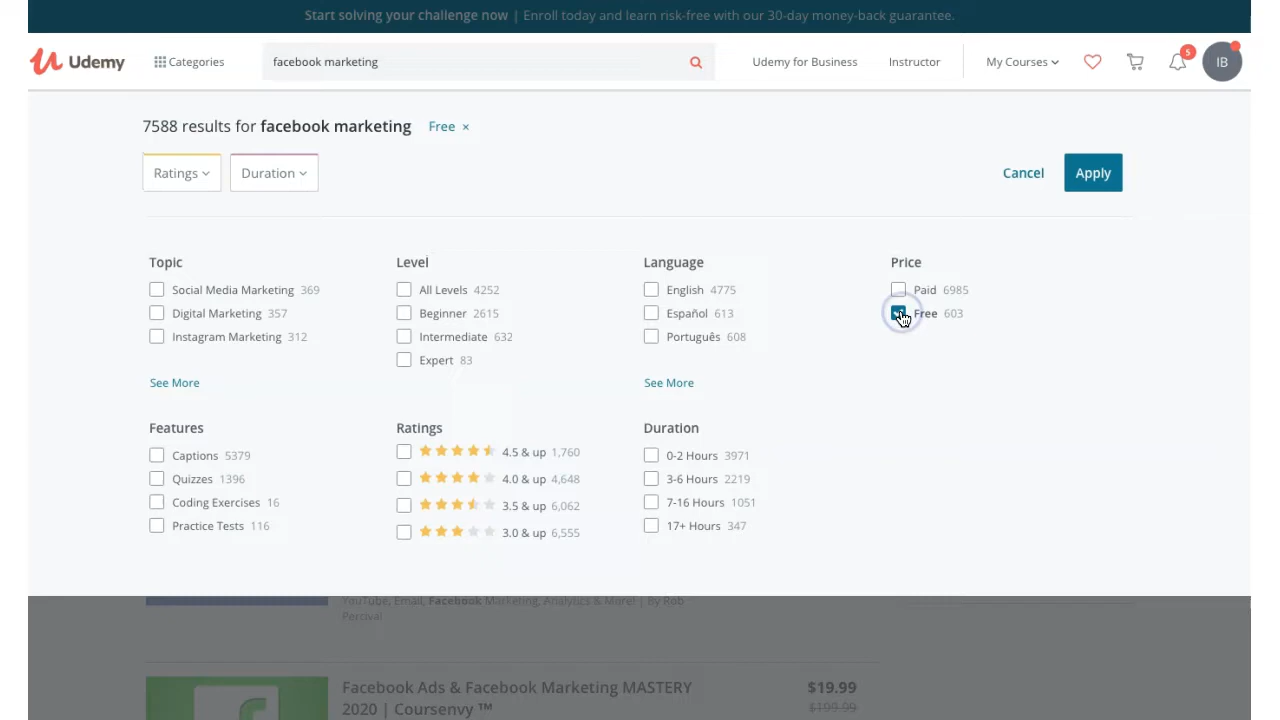 Start solving your challenge now | Enroll today and learn risk-free with our 30-day money-back guarantee.
Udemy
Categories
facebook marketing
Udemy for Business
Instructor
My Courses
5
IB
7588 results for facebook marketing
Free ×
Ratings
Duration
Cancel
Apply
Topic
Social Media Marketing 369
Digital Marketing 357
Instagram Marketing 312
See More
Level
All Levels 4252
Beginner 2615
Intermediate 632
Expert 83
Language
English 4775
Español 613
Português 608
See More
Price
Paid 6985
Free 603
Features
Captions 5379
Quizzes 1396
Coding Exercises 16
Practice Tests 116
Ratings
4.5 & up 1,760
4.0 & up 4,648
3.5 & up 6,062
3.0 & up 6,555
Duration
0-2 Hours 3971
3-6 Hours 2219
7-16 Hours 1051
17+ Hours 347
YouTube, Email, Facebook Marketing, Analytics & More! | By Rob
Percival
Facebook Ads & Facebook Marketing MASTERY
2020 | Coursenvy ™
$19.99
$199.99